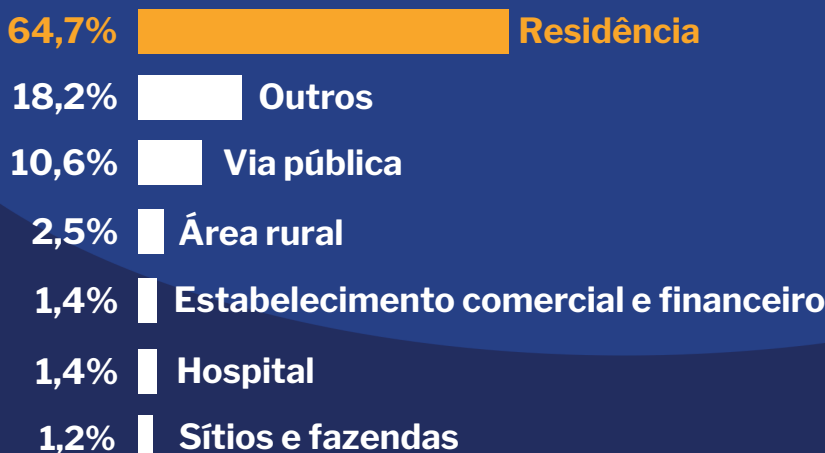 64,7% Residência
18,2% Outros
10,6% Via pública
2,5% Área rural
1,4% Estabelecimento comercial e financeiro
1,4% Hospital
1,2% Sítios e fazendas